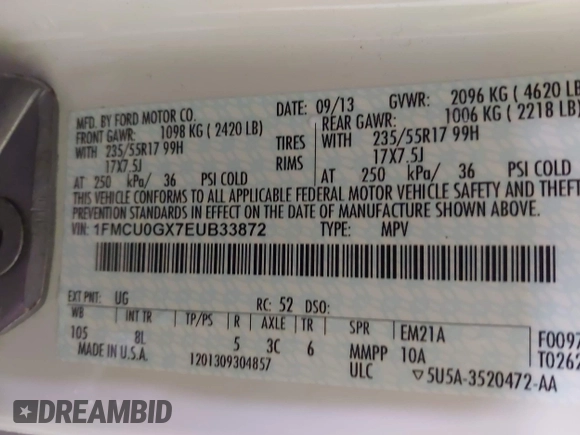 MFD. BY FORD MOTOR CO.
DATE: 09/13 GVWR: 2096 KG ( 4620 LB
FRONT GAWR: 1098 KG ( 2420 LB) REAR GAWR: 1006 KG ( 2218 LB)
WITH 235/55R17 99H TIRES WITH 235/55R17 99H
17X7.5J RIMS 17X7.5J
AT 250 kPa/ 36 PSI COLD AT 250 kPa/ 36 PSI COLD
THIS VEHICLE CONFORMS TO ALL APPLICABLE FEDERAL MOTOR VEHICLE SAFETY AND THEFT
PREVENTION STANDARDS IN EFFECT ON THE DATE OF MANUFACTURE SHOWN ABOVE.
VIN: 1FMCU0GX7EUB33872 TYPE: MPV
EXT PNT: UG RC: 52 DSO:
WB INT TR TP/PS R AXLE TR SPR EM21A
105 8L 5 3C 6 MMPP 10A
MADE IN U.S.A. 1201309304857 ULC ▽5U5A-3520472-AA
F0097
T0262
DREAMBID